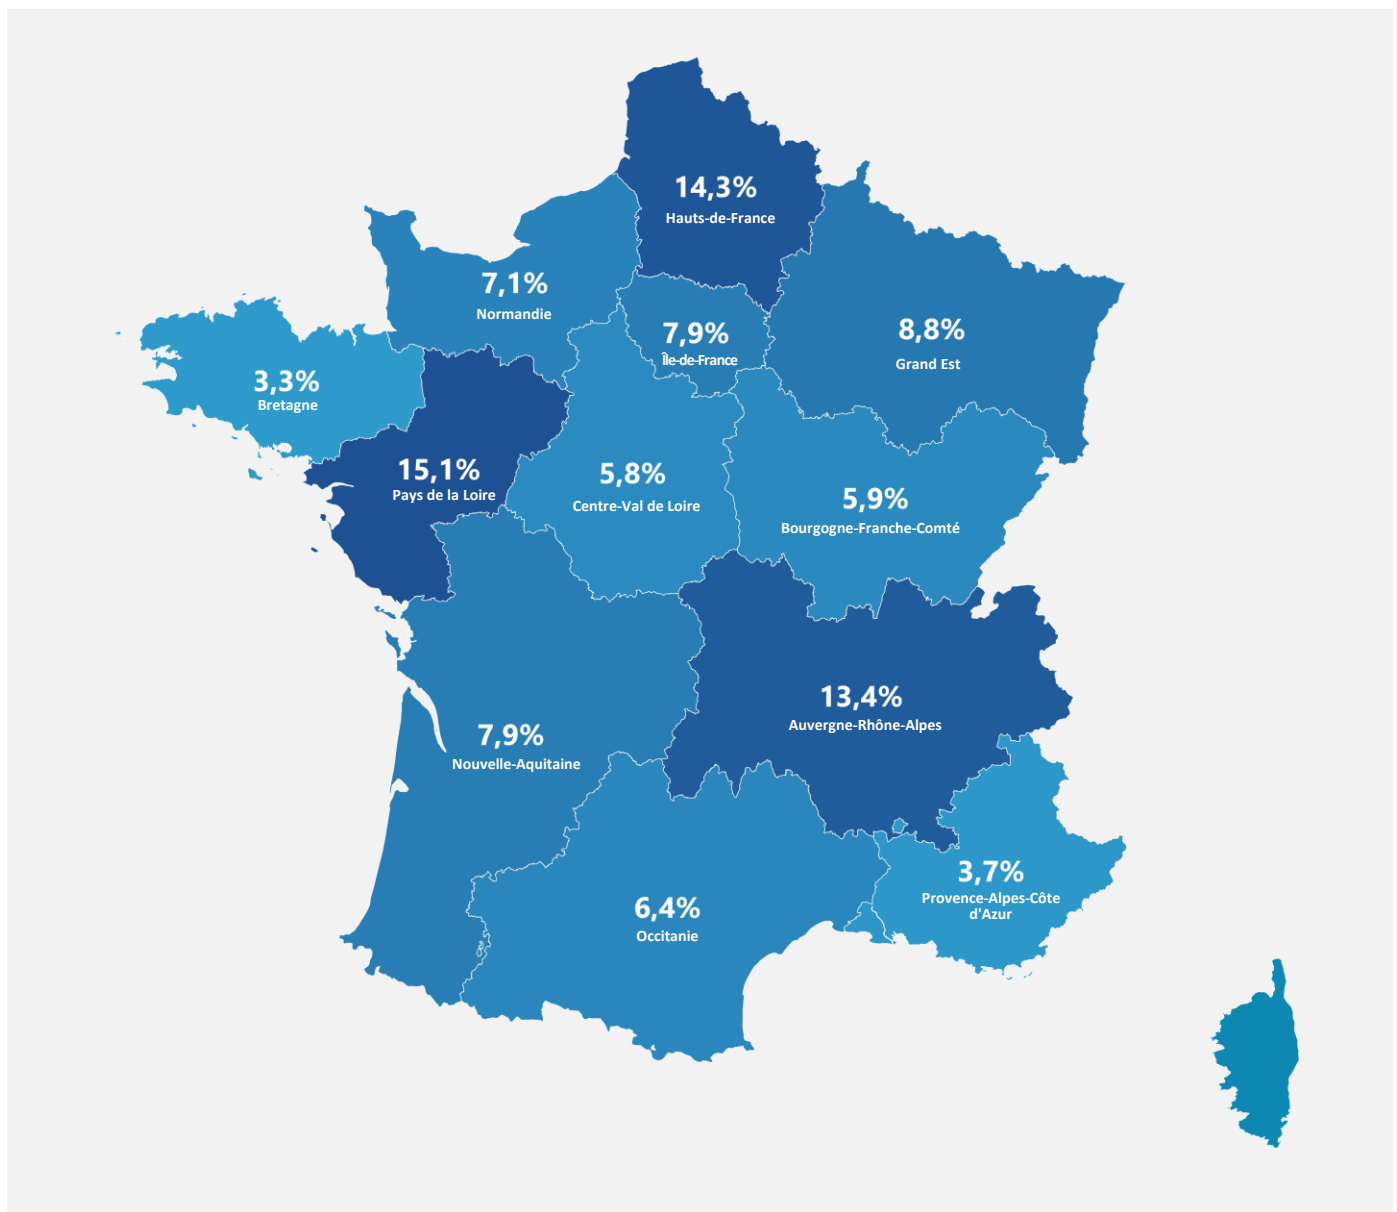 14,3%
Hauts-de-France
7,1%
Normandie
7,9%
Île-de-France
8,8%
Grand Est
3,3%
Bretagne
15,1%
Pays de la Loire
5,8%
Centre-Val de Loire
5,9%
Bourgogne-Franche-Comté
13,4%
Auvergne-Rhône-Alpes
7,9%
Nouvelle-Aquitaine
3,7%
Provence-Alpes-Côte
d'Azur
6,4%
Occitanie